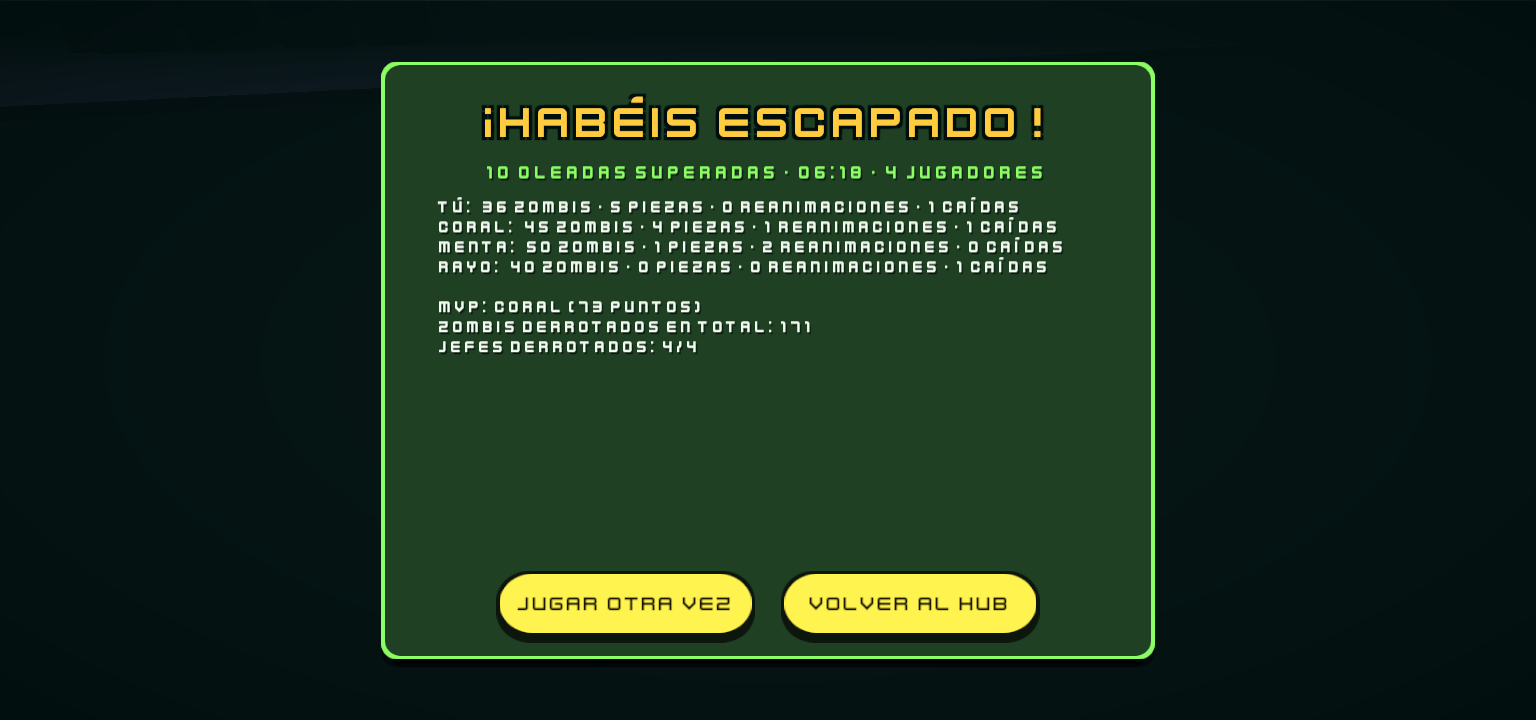 ¡HABÉIS ESCAPADO!
10 OLEADAS SUPERADAS · 06:18 · 4 JUGADORES
TÚ: 36 ZOMBIS · 5 PIEZAS · 0 REANIMACIONES · 1 CAÍDAS
CORAL: 45 ZOMBIS · 4 PIEZAS · 1 REANIMACIONES · 1 CAÍDAS
MENTA: 50 ZOMBIS · 1 PIEZAS · 2 REANIMACIONES · 0 CAÍDAS
RAYO: 40 ZOMBIS · 0 PIEZAS · 0 REANIMACIONES · 1 CAÍDAS
MVP: CORAL (73 PUNTOS)
ZOMBIS DERROTADOS EN TOTAL: 171
JEFES DERROTADOS: 4/4
JUGAR OTRA VEZ
VOLVER AL HUB